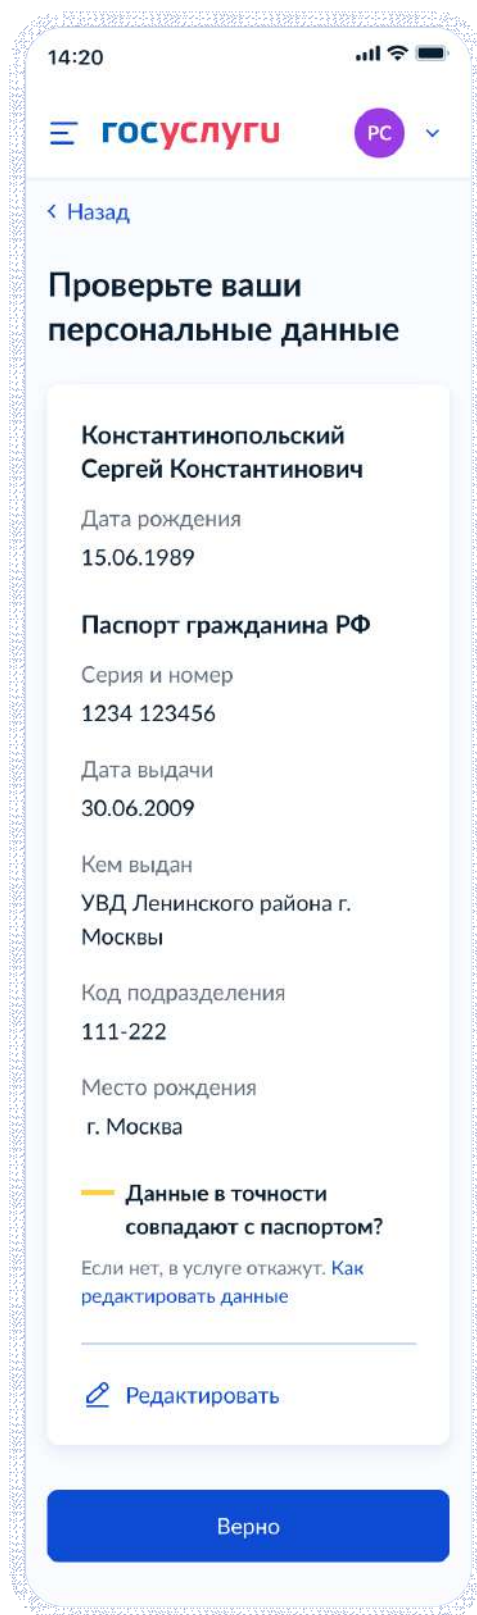 14:20
госуслуги
РС
Назад
Проверьте ваши
персональные данные
Константинопольский
Сергей Константинович
Дата рождения
15.06.1989
Паспорт гражданина РФ
Серия и номер
1234 123456
Дата выдачи
30.06.2009
Кем выдан
УВД Ленинского района г.
Москвы
Код подразделения
111-222
Место рождения
г. Москва
Данные в точности
совпадают с паспортом?
Если нет, в услуге откажут. Как
редактировать данные
Редактировать
Верно